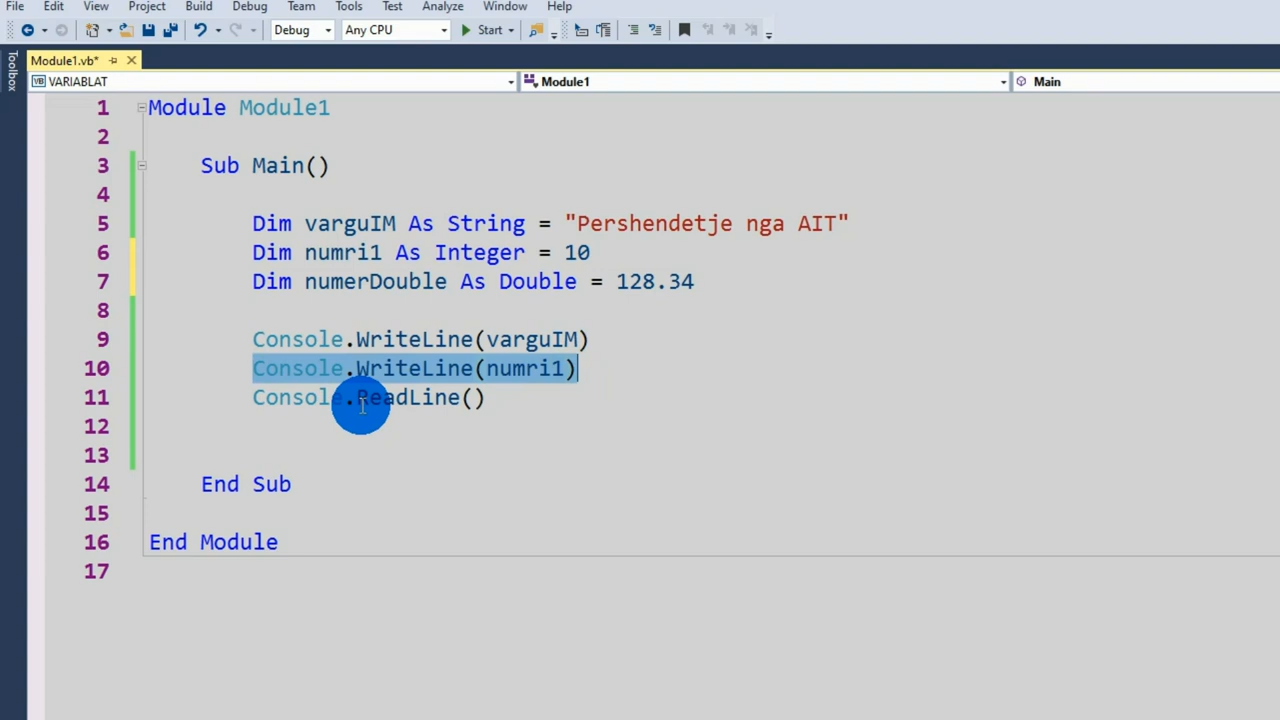 File Edit View Project Build Debug Team Tools Test Analyze Window Help
Debug Any CPU Start
Toolbox
Module1.vb*
VB VARIABLAT Module1 Main
1 Module Module1
2
3 Sub Main()
4
5 Dim varguIM As String = "Pershendetje nga AIT"
6 Dim numri1 As Integer = 10
7 Dim numerDouble As Double = 128.34
8
9 Console.WriteLine(varguIM)
10 Console.WriteLine(numri1)
11 Console.ReadLine()
12
13
14 End Sub
15
16 End Module
17